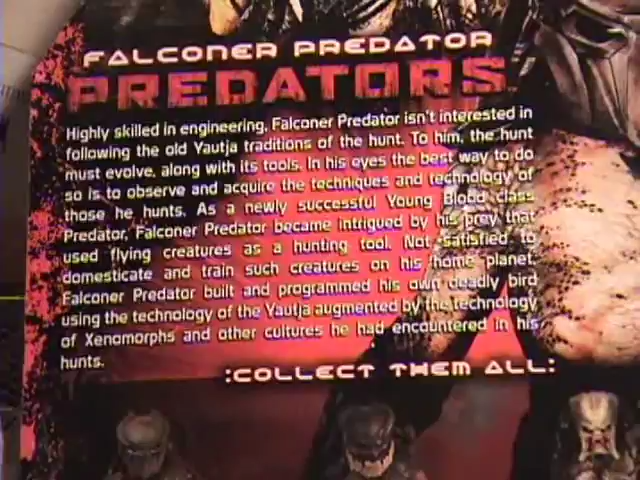 FALCONER PREDATOR
PREDATORS
Highly skilled in engineering, Falconer Predator isn't interested in
following the old Yautja traditions of the hunt. To him, the hunt
must evolve, along with its tools. In his eyes the best way to do
so is to observe and acquire the techniques and technology of
those he hunts. As a newly successful Young Blood class
Predator, Falconer Predator became intrigued by his prey that
used flying creatures as a hunting tool. Not satisfied to
domesticate and train such creatures on his home planet,
Falconer Predator built and programmed his own deadly bird
using the technology of the Yautja augmented by the technology
of Xenomorphs and other cultures he had encountered in his
hunts.
:COLLECT THEM ALL: